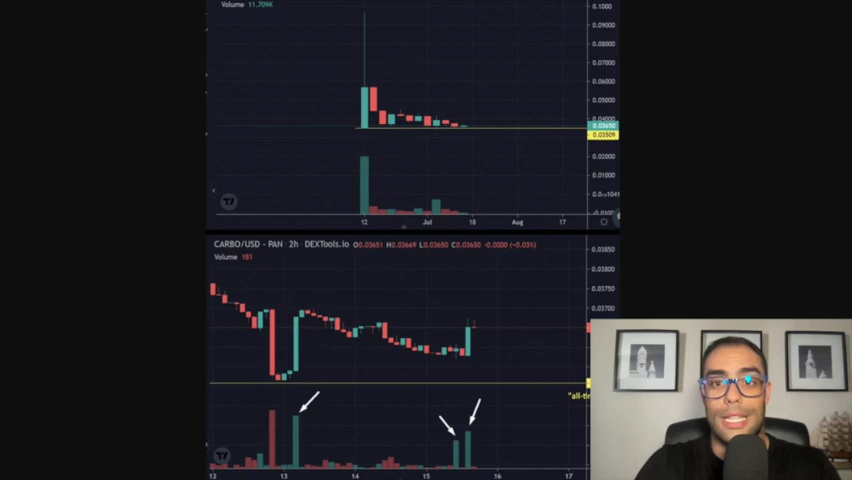 Volume 11.709K
0.1000
0.09000
0.08000
0.07000
0.06000
0.05000
0.04000
0.03650
0.03509
0.02000
0.01000
12 Jul 18 Aug 17
CARBO/USD - PAN 2h DEXTools.io O0.03651 H0.03669 L0.03650 C0.03650 -0.0000 (-0.03%)
Volume 181
0.03850
0.03800
0.03750
0.03700
"all-ti
12 13 14 15 16 17